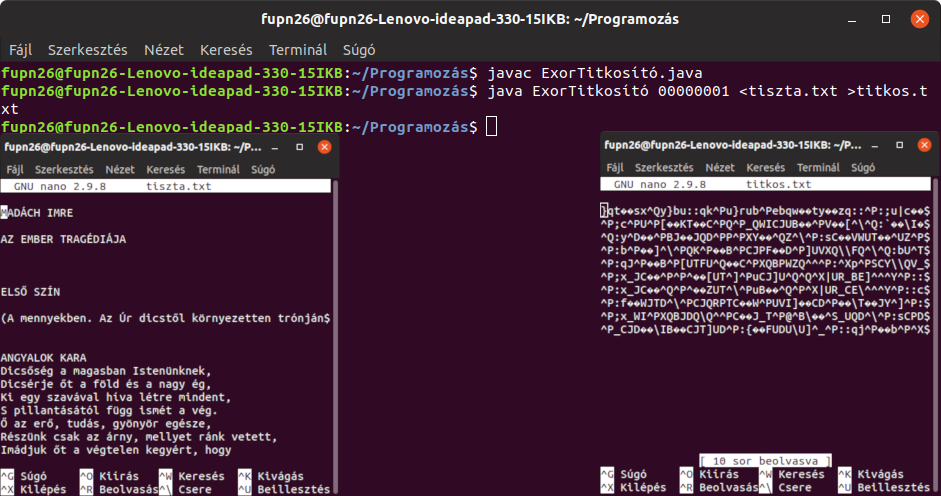 fupn26@fupn26-Lenovo-ideapad-330-15IKB: ~/Programozás
Fájl Szerkesztés Nézet Keresés Terminál Súgó
fupn26@fupn26-Lenovo-ideapad-330-15IKB:~/Programozás$ javac ExorTitkosító.java
fupn26@fupn26-Lenovo-ideapad-330-15IKB:~/Programozás$ java ExorTitkosító 00000001 <tiszta.txt >titkos.t
xt
fupn26@fupn26-Lenovo-ideapad-330-15IKB:~/Programozás$
fupn26@fupn26-Lenovo-ideapad-330-15IKB: ~/P...
Fájl Szerkesztés Nézet Keresés Terminál Súgó
GNU nano 2.9.8 tiszta.txt
MADÁCH IMRE
AZ EMBER TRAGÉDIÁJA
ELSŐ SZÍN
(A mennyekben. Az Úr dicstől környezetten trónján$
ANGYALOK KARA
Dicsőség a magasban Istenünknek,
Dicsérje őt a föld és a nagy ég,
Ki egy szavával híva létre mindent,
S pillantásától függ ismét a vég.
Ő az erő, tudás, gyönyör egésze,
Részünk csak az árny, mellyet ránk vetett,
Imádjuk őt a végtelen kegyért, hogy
^G Súgó ^O Kiírás ^W Keresés ^K Kivágás
^X Kilépés ^R Beolvasás ^\ Csere ^U Beillesztés
fupn26@fupn26-Lenovo-ideapad-330-15IKB: ~/P...
Fájl Szerkesztés Nézet Keresés Terminál Súgó
GNU nano 2.9.8 titkos.txt
[ 10 sor beolvasva ]
^G Súgó ^O Kiírás ^W Keresés ^K Kivágás
^X Kilépés ^R Beolvasás ^\ Csere ^U Beillesztés